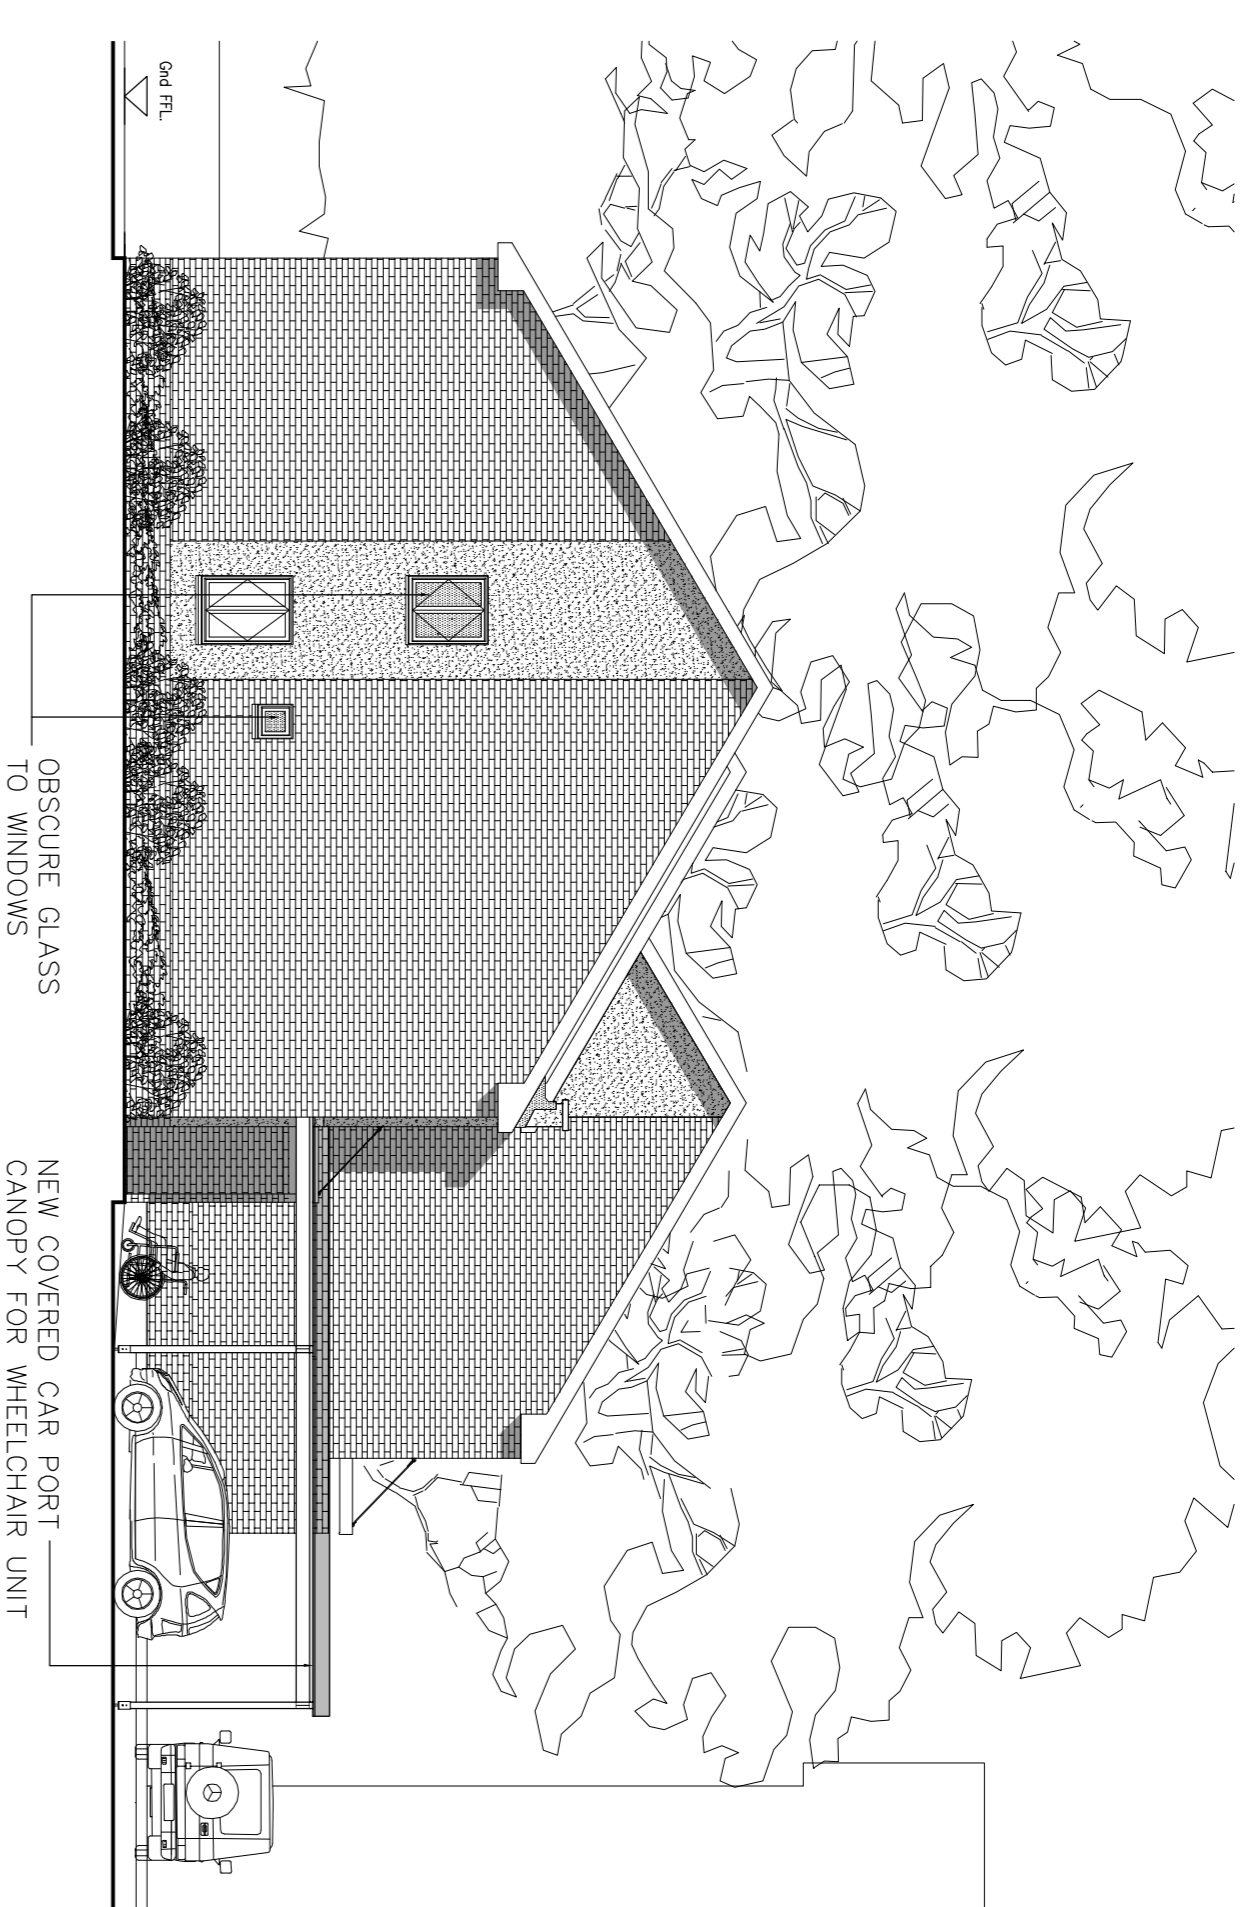 Gnd FFL.
OBSCURE GLASS
TO WINDOWS
NEW COVERED CAR PORT
CANOPY FOR WHEELCHAIR UNIT